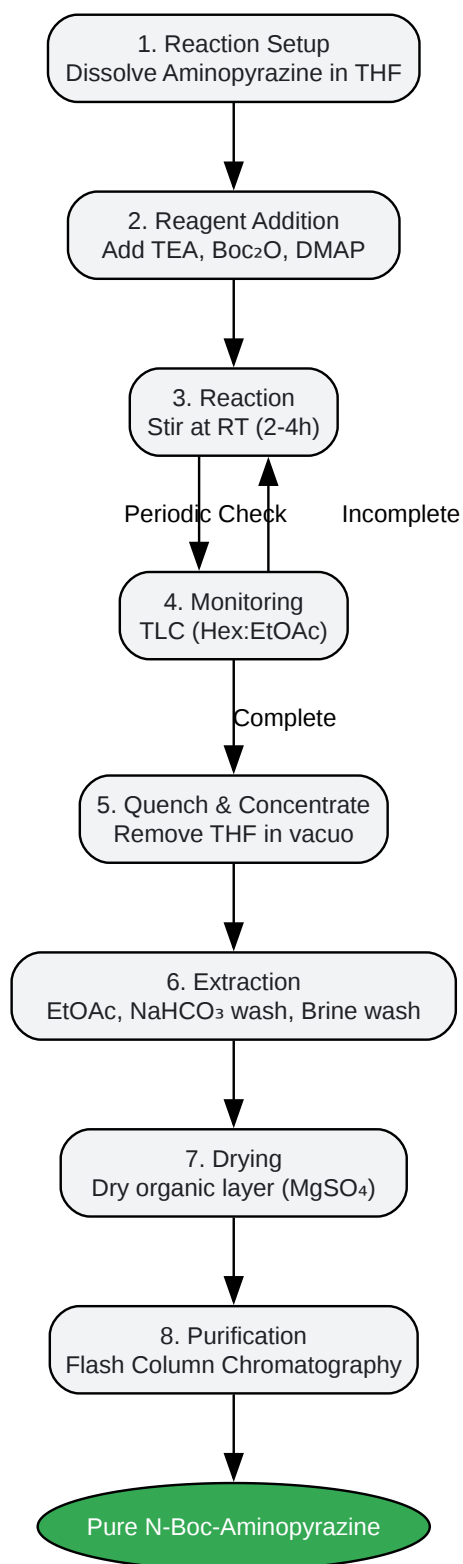 1. Reaction Setup
Dissolve Aminopyrazine in THF
2. Reagent Addition
Add TEA, Boc₂O, DMAP
3. Reaction
Stir at RT (2-4h)
Periodic Check
Incomplete
4. Monitoring
TLC (Hex:EtOAc)
Complete
5. Quench & Concentrate
Remove THF in vacuo
6. Extraction
EtOAc, NaHCO₃ wash, Brine wash
7. Drying
Dry organic layer (MgSO₄)
8. Purification
Flash Column Chromatography
Pure N-Boc-Aminopyrazine